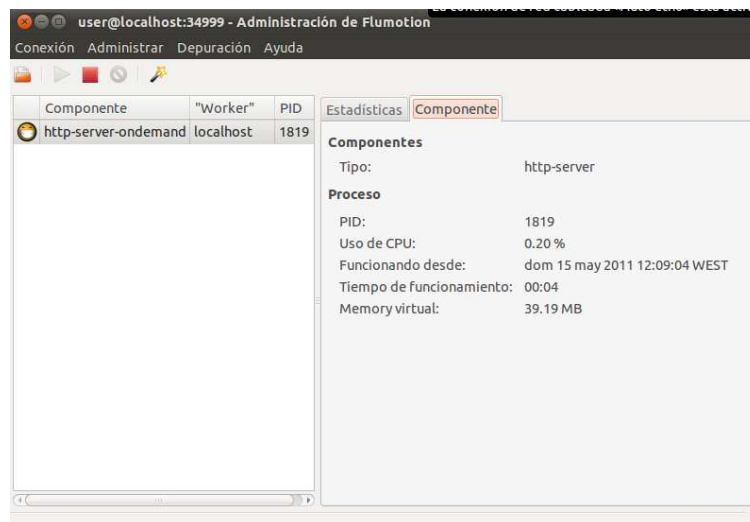 user@localhost:34999 - Administración de Flumotion
Conexión Administrar Depuración Ayuda
Componente "Worker" PID
http-server-ondemand localhost 1819
Estadísticas Componente
Componentes
Tipo: http-server
Proceso
PID: 1819
Uso de CPU: 0.20 %
Funcionando desde: dom 15 may 2011 12:09:04 WEST
Tiempo de funcionamiento: 00:04
Memory virtual: 39.19 MB